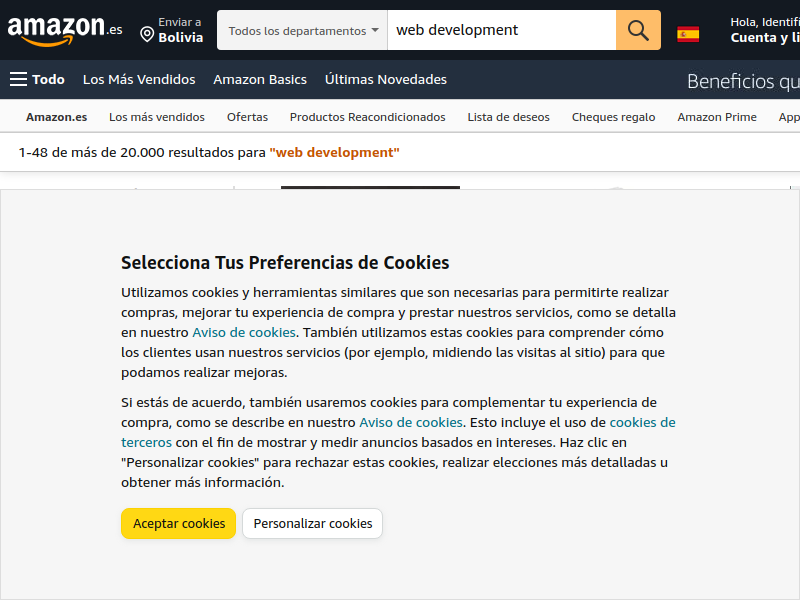 amazon.es
Enviar a
Bolivia
Todos los departamentos
web development
Hola, Identifi
Cuenta y li
Todo
Los Más Vendidos
Amazon Basics
Últimas Novedades
Beneficios qu
Amazon.es
Los más vendidos
Ofertas
Productos Reacondicionados
Lista de deseos
Cheques regalo
Amazon Prime
App
1-48 de más de 20.000 resultados para "web development"
Selecciona Tus Preferencias de Cookies
Utilizamos cookies y herramientas similares que son necesarias para permitirte realizar
compras, mejorar tu experiencia de compra y prestar nuestros servicios, como se detalla
en nuestro Aviso de cookies. También utilizamos estas cookies para comprender cómo
los clientes usan nuestros servicios (por ejemplo, midiendo las visitas al sitio) para que
podamos realizar mejoras.
Si estás de acuerdo, también usaremos cookies para complementar tu experiencia de
compra, como se describe en nuestro Aviso de cookies. Esto incluye el uso de cookies de
terceros con el fin de mostrar y medir anuncios basados en intereses. Haz clic en
"Personalizar cookies" para rechazar estas cookies, realizar elecciones más detalladas u
obtener más información.
Aceptar cookies
Personalizar cookies